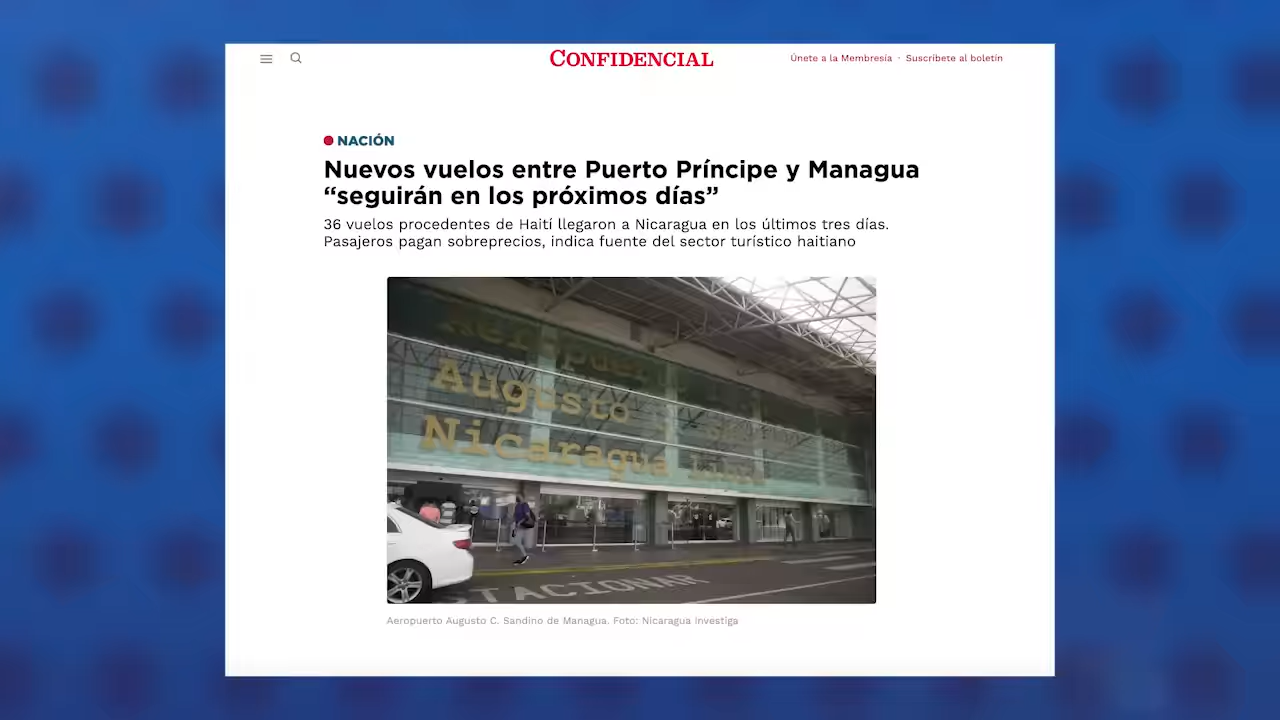 CONFIDENCIAL
Únete a la Membresía · Suscríbete al boletín
NACIÓN
Nuevos vuelos entre Puerto Príncipe y Managua
“seguirán en los próximos días”
36 vuelos procedentes de Haití llegaron a Nicaragua en los últimos tres días.
Pasajeros pagan sobreprecios, indica fuente del sector turístico haitiano
Augusto
Nicaragua Libre
STACIONAR
Aeropuerto Augusto C. Sandino de Managua. Foto: Nicaragua Investiga